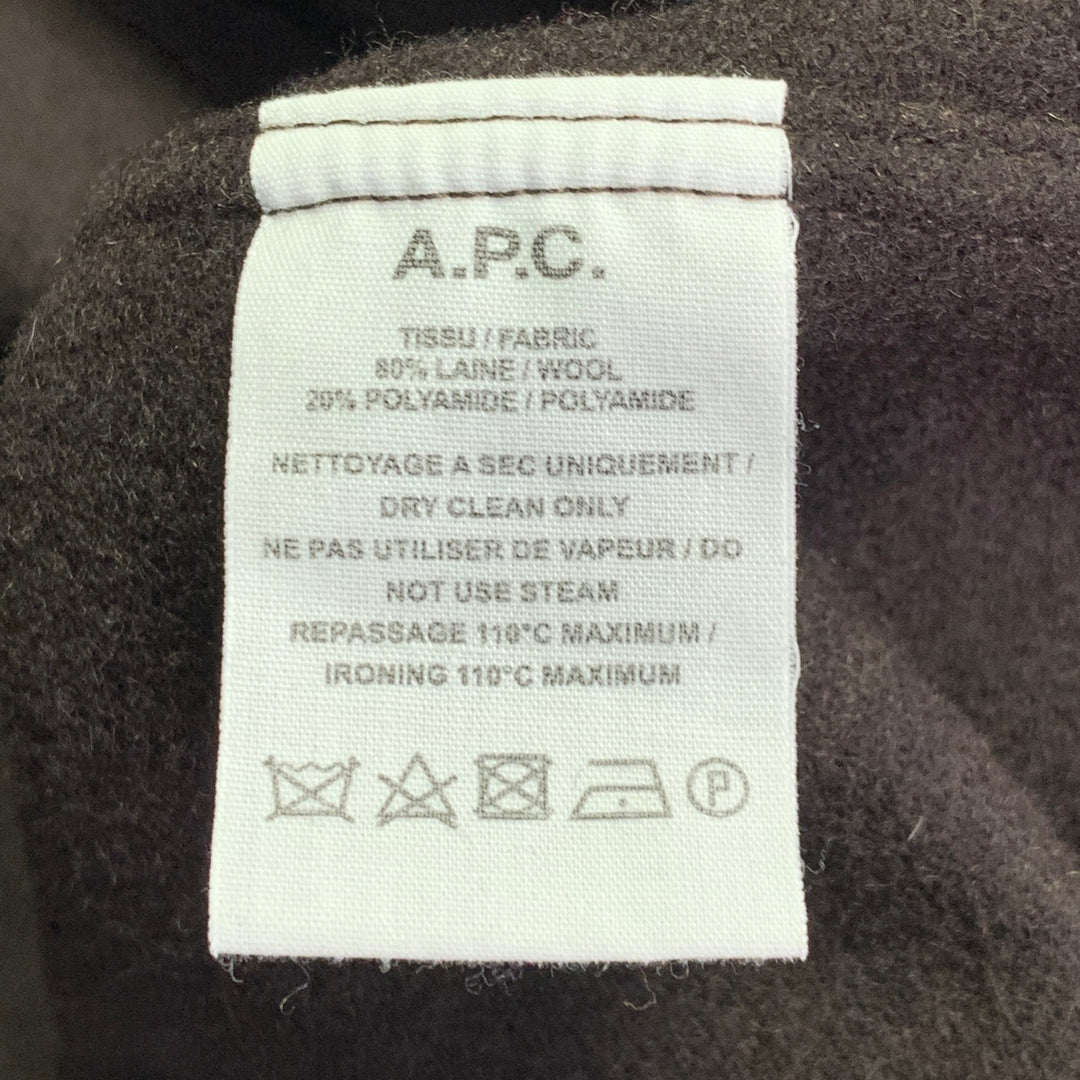 A.P.C.
TISSU / FABRIC
80% LAINE / WOOL
20% POLYAMIDE / POLYAMIDE
NETTOYAGE A SEC UNIQUEMENT /
DRY CLEAN ONLY
NE PAS UTILISER DE VAPEUR / DO
NOT USE STEAM
REPASSAGE 110°C MAXIMUM /
IRONING 110°C MAXIMUM
P